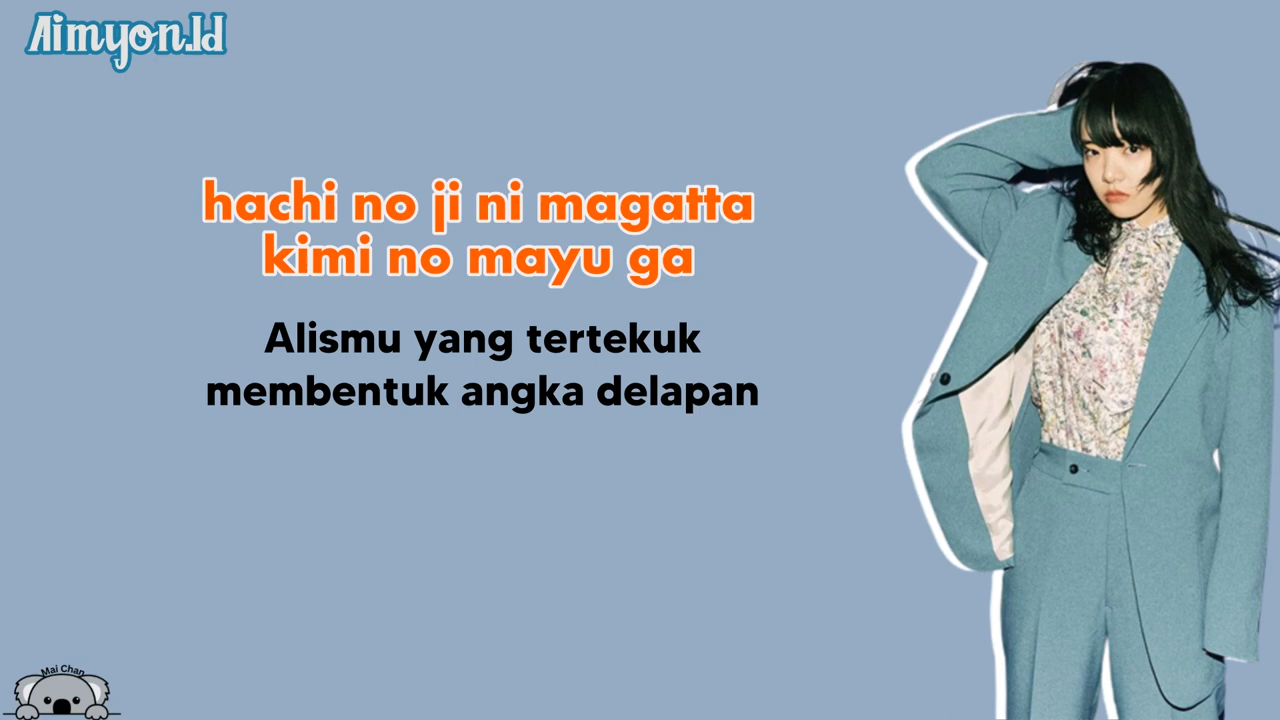 Aimyon.Id
hachi no ji ni magatta
kimi no mayu ga
Alismu yang tertekuk
membentuk angka delapan
Mai Chan